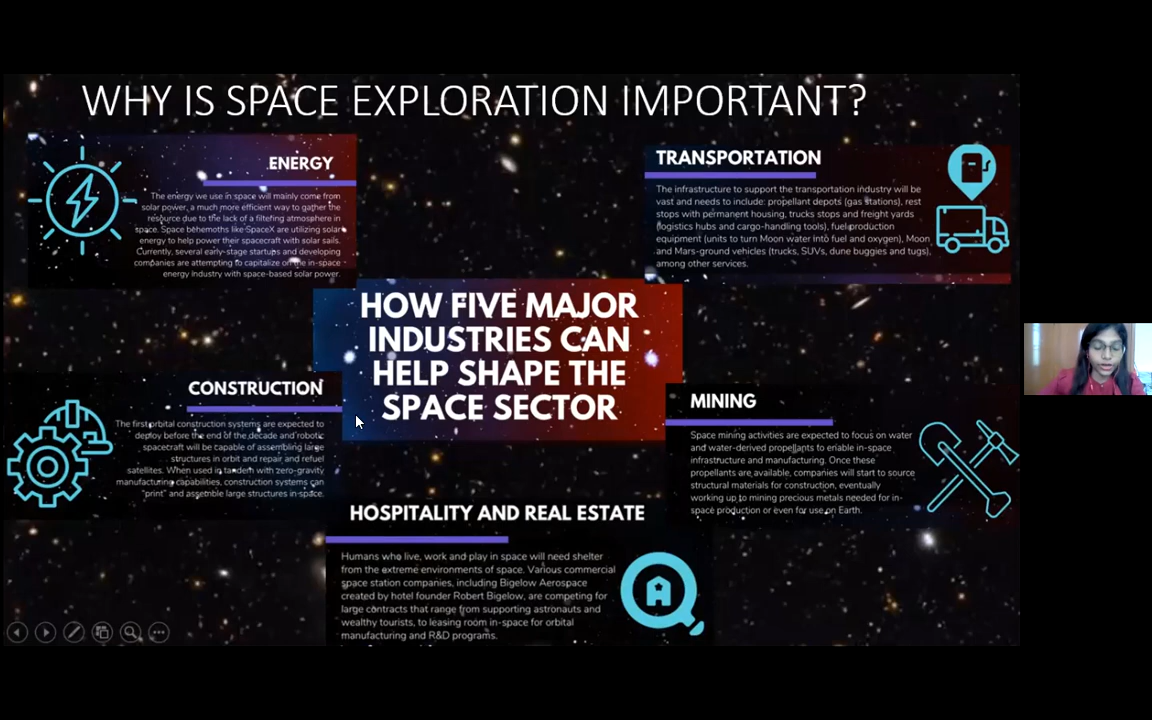 WHY IS SPACE EXPLORATION IMPORTANT?
ENERGY
The energy we use in space will mainly come from
solar power, a much more efficient way to gather the
resource due to the lack of a filtering atmosphere in
space. Space behemoths like SpaceX are utilizing solar
energy to help power their spacecraft with solar sails.
Currently, several early-stage startups and developing
companies are attempting to capitalize on the in-space
energy industry with space-based solar power.
TRANSPORTATION
The infrastructure to support the transportation industry will be
vast and needs to include: propellant depots (gas stations), rest
stops with permanent housing, trucks stops and freight yards
(logistics hubs and cargo-handling tools), fuel production
equipment (units to turn Moon water into fuel and oxygen), Moon
and Mars-ground vehicles (trucks, SUVs, dune buggies and tugs),
among other services.
HOW FIVE MAJOR
INDUSTRIES CAN
HELP SHAPE THE
SPACE SECTOR
CONSTRUCTION
The first orbital construction systems are expected to
deploy before the end of the decade and robotic
spacecraft will be capable of assembling large
structures in orbit and repair and refuel
satellites. When used in tandem with zero-gravity
manufacturing capabilities, construction systems can
"print" and assemble large structures in-space.
MINING
Space mining activities are expected to focus on water
and water-derived propellants to enable in-space
infrastructure and manufacturing. Once these
propellants are available, companies will start to source
structural materials for construction, eventually
working up to mining precious metals needed for in-
space production or even for use on Earth.
HOSPITALITY AND REAL ESTATE
Humans who live, work and play in space will need shelter
from the extreme environments of space. Various commercial
space station companies, including Bigelow Aerospace
created by hotel founder Robert Bigelow, are competing for
large contracts that range from supporting astronauts and
wealthy tourists, to leasing room in-space for orbital
manufacturing and R&D programs.